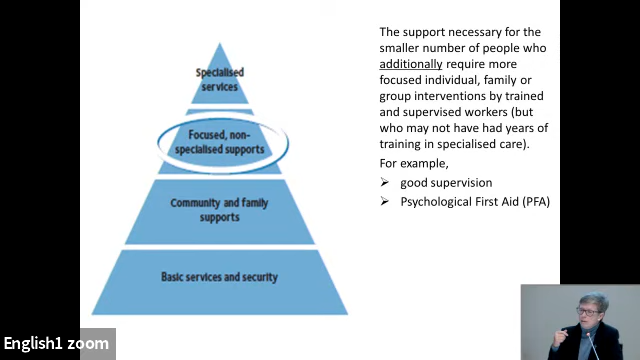 Specialised
services
Focused, non-
specialised supports
Community and family
supports
Basic services and security
The support necessary for the
smaller number of people who
additionally require more
focused individual, family or
group interventions by trained
and supervised workers (but
who may not have had years of
training in specialised care).
For example,
➢ good supervision
➢ Psychological First Aid (PFA)
English1 zoom